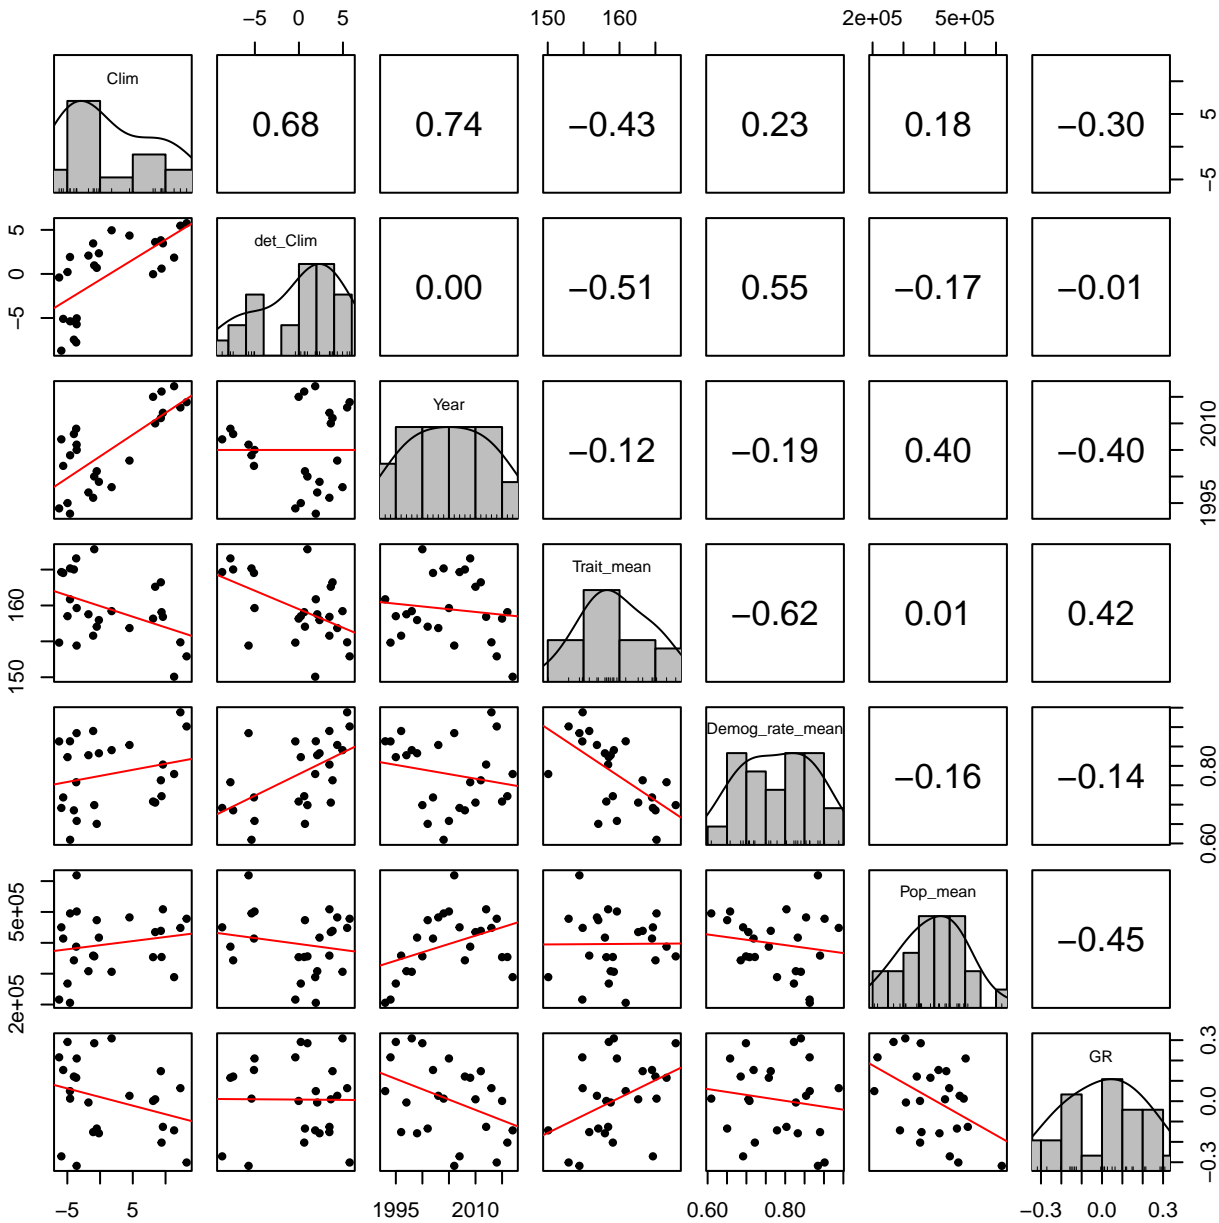 −5 0 5 150 160 2e+05 5e+05
Clim 0.68 0.74 −0.43 0.23 0.18 −0.30 −5 5
−5 0 5 det_Clim 0.00 −0.51 0.55 −0.17 −0.01
Year −0.12 −0.19 0.40 −0.40 1995 2010
150 160 Trait_mean −0.62 0.01 0.42
Demog_rate_mean −0.16 −0.14 0.60 0.80
2e+05 5e+05 Pop_mean −0.45
GR −0.3 0.0 0.3
−5 5 1995 2010 0.60 0.80 −0.3 0.0 0.3